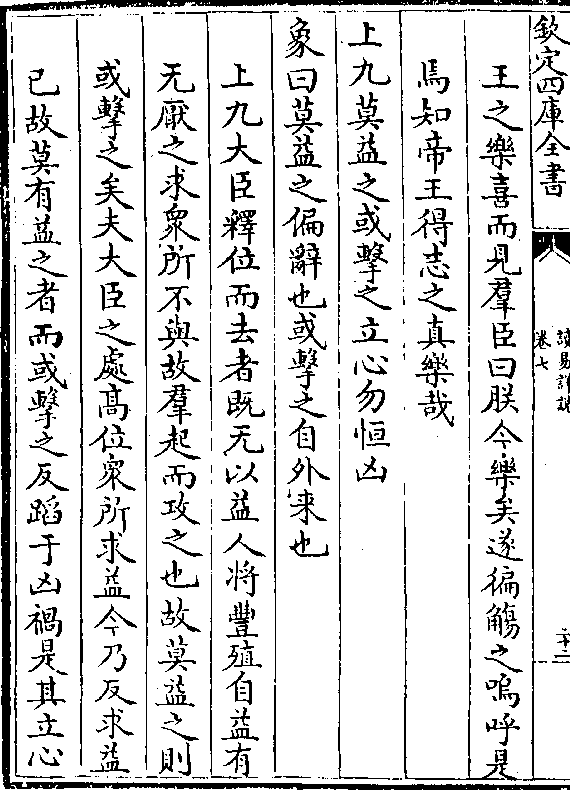 欽定四庫全書
讀易詳說
卷七
二十二
王之樂喜而見羣臣曰朕今樂矣遂徧觴之嗚呼是
焉知帝王得志之真樂哉
上九莫益之或擊之立心勿恒凶
象曰莫益之偏辭也或擊之自外来也
上九大臣釋位而去者既无以益人将豐殖自益有
无厭之求衆所不與故羣起而攻之也故莫益之則
或擊之矣夫大臣之處髙位衆所求益今乃反求益
已故莫有益之者而或擊之反蹈于凶禍是其立心